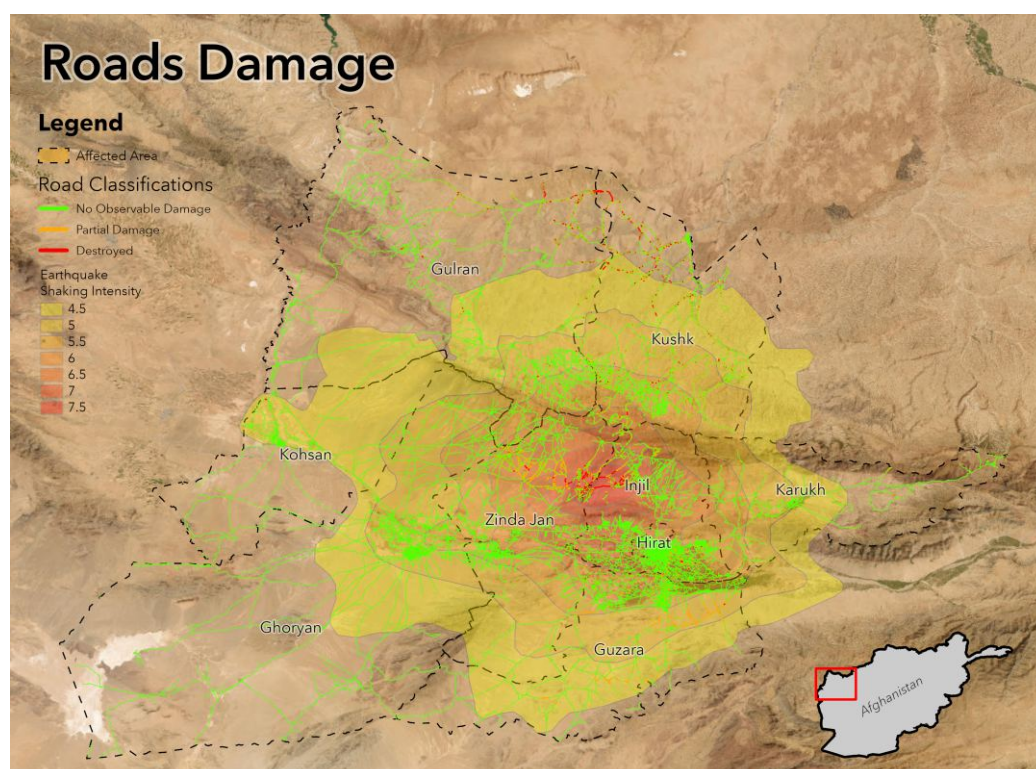 Roads Damage
Legend
Affected Area
Road Classifications
No Observable Damage
Partial Damage
Destroyed
Earthquake
Shaking Intensity
4.5
5
5.5
6
6.5
7
7.5
Gulran
Kushk
Kohsan
Karukh
Injil
Zinda Jan
Hirat
Ghoryan
Guzara
Afghanistan